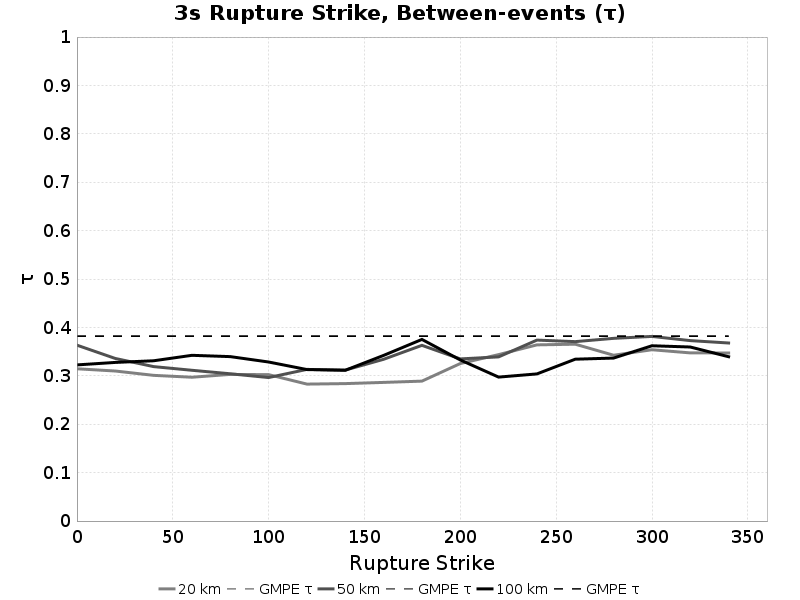 3s Rupture Strike, Between-events (τ)
1
0.9
0.8
0.7
0.6
0.5
0.4
0.3
0.2
0.1
0
τ
0 50 100 150 200 250 300 350
Rupture Strike
20 km GMPE τ 50 km GMPE τ 100 km GMPE τ